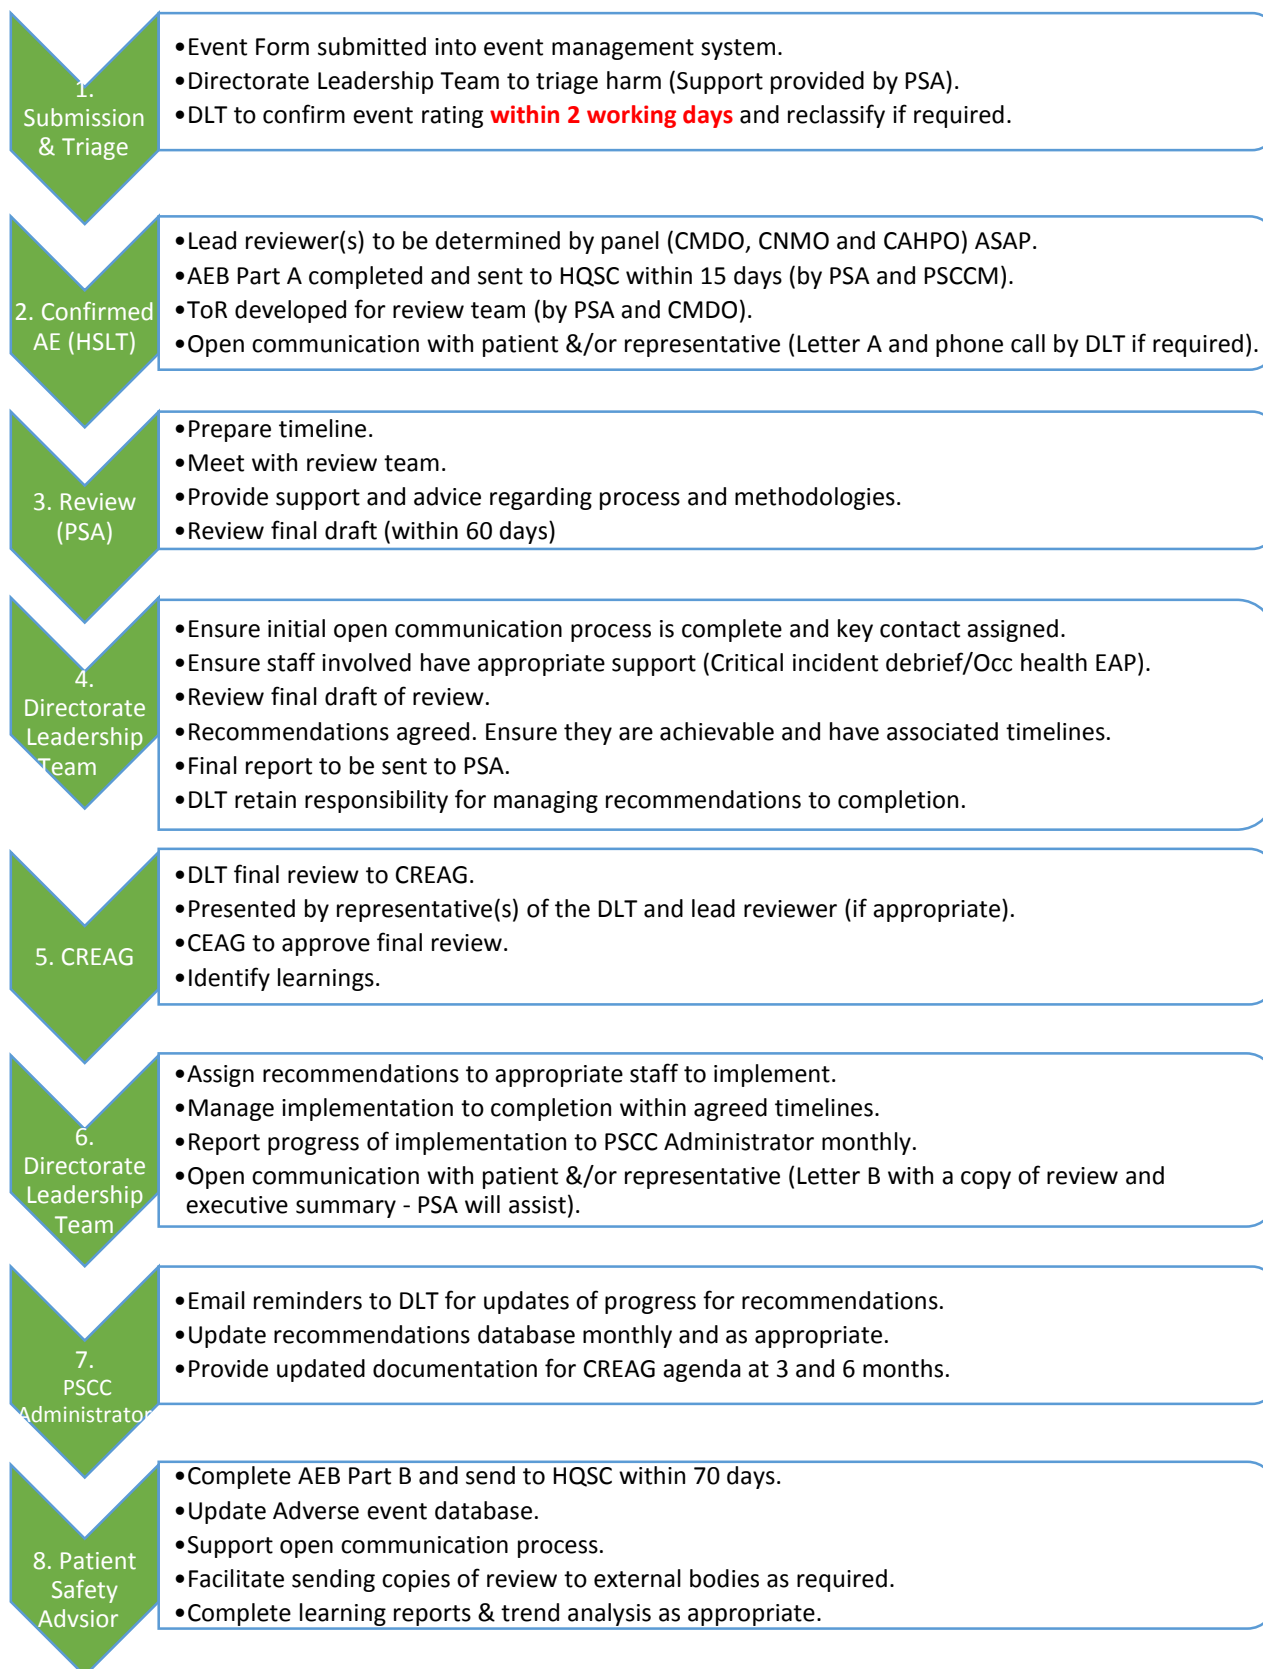 1.
Submission
& Triage
•Event Form submitted into event management system.
•Directorate Leadership Team to triage harm (Support provided by PSA).
•DLT to confirm event rating within 2 working days and reclassify if required.
2. Confirmed
AE (HSLT)
•Lead reviewer(s) to be determined by panel (CMDO, CNMO and CAHPO) ASAP.
•AEB Part A completed and sent to HQSC within 15 days (by PSA and PSCCM).
•ToR developed for review team (by PSA and CMDO).
•Open communication with patient &/or representative (Letter A and phone call by DLT if required).
3. Review
(PSA)
•Prepare timeline.
•Meet with review team.
•Provide support and advice regarding process and methodologies.
•Review final draft (within 60 days)
4.
Directorate
Leadership
Team
•Ensure initial open communication process is complete and key contact assigned.
•Ensure staff involved have appropriate support (Critical incident debrief/Occ health EAP).
•Review final draft of review.
•Recommendations agreed. Ensure they are achievable and have associated timelines.
•Final report to be sent to PSA.
•DLT retain responsibility for managing recommendations to completion.
5. CREAG
•DLT final review to CREAG.
•Presented by representative(s) of the DLT and lead reviewer (if appropriate).
•CEAG to approve final review.
•Identify learnings.
6.
Directorate
Leadership
Team
•Assign recommendations to appropriate staff to implement.
•Manage implementation to completion within agreed timelines.
•Report progress of implementation to PSCC Administrator monthly.
•Open communication with patient &/or representative (Letter B with a copy of review and
executive summary - PSA will assist).
7.
PSCC
Administrator
•Email reminders to DLT for updates of progress for recommendations.
•Update recommendations database monthly and as appropriate.
•Provide updated documentation for CREAG agenda at 3 and 6 months.
8. Patient
Safety
Advsior
•Complete AEB Part B and send to HQSC within 70 days.
•Update Adverse event database.
•Support open communication process.
•Facilitate sending copies of review to external bodies as required.
•Complete learning reports & trend analysis as appropriate.